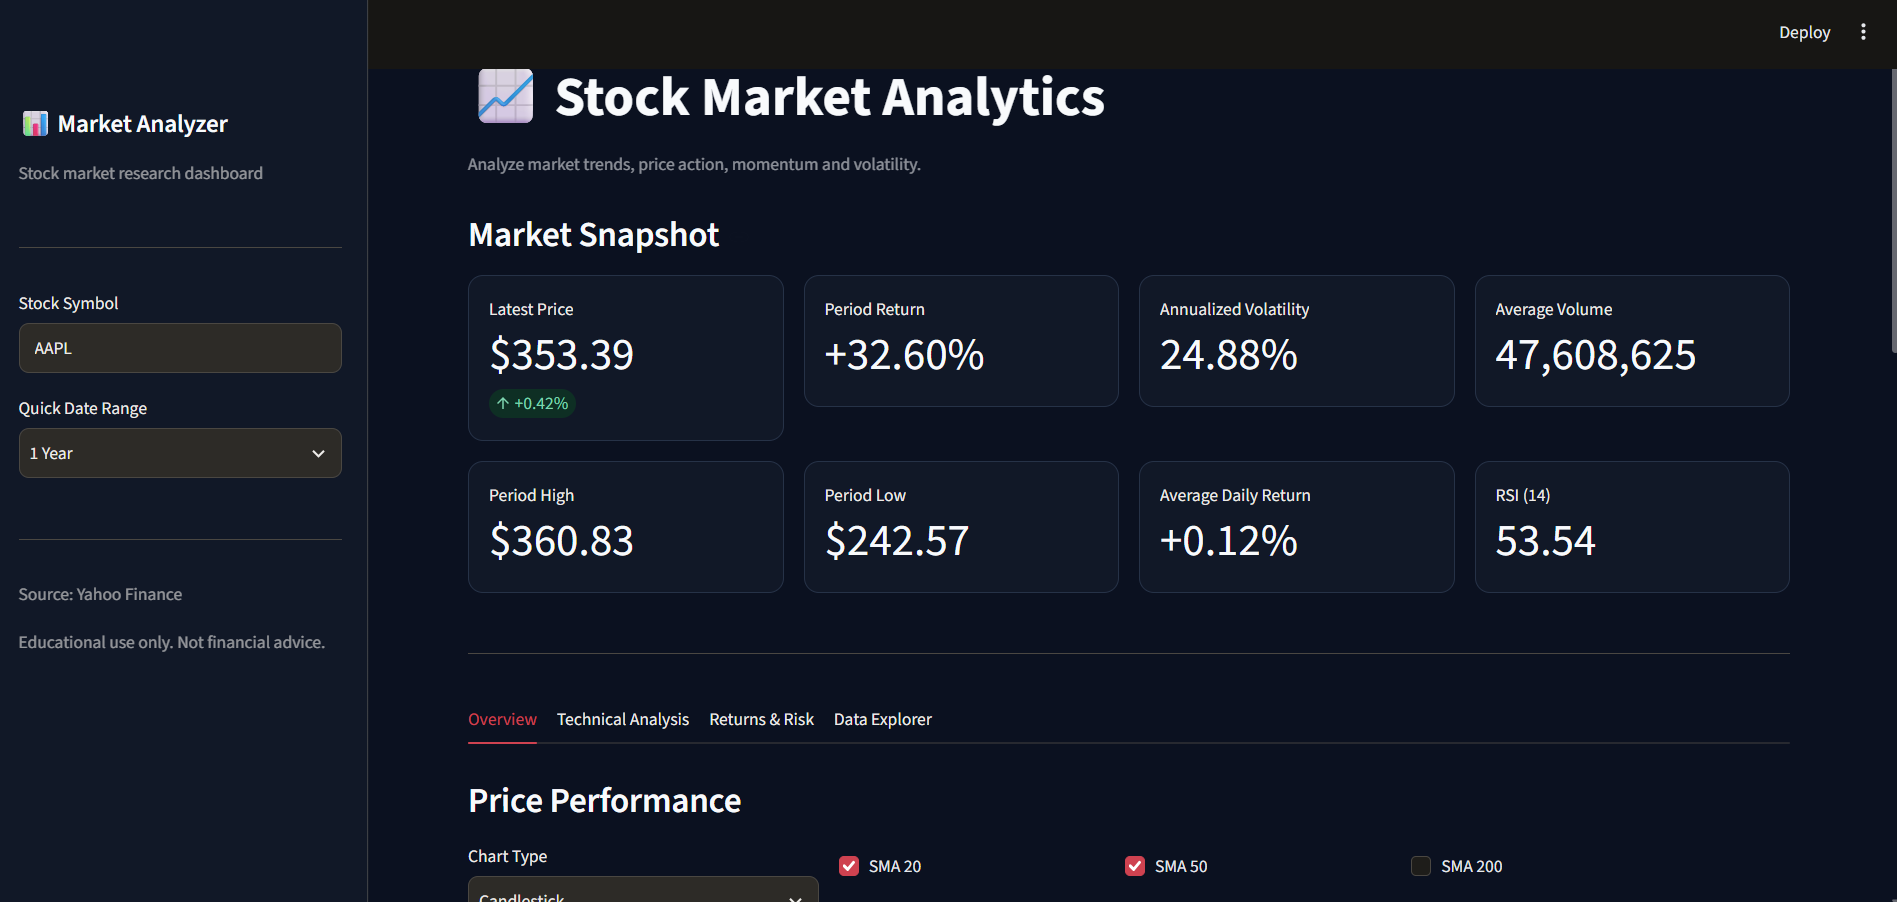 Deploy
Market Analyzer
Stock market research dashboard
Stock Symbol
AAPL
Quick Date Range
1 Year
Source: Yahoo Finance
Educational use only. Not financial advice.
Stock Market Analytics
Analyze market trends, price action, momentum and volatility.
Market Snapshot
Latest Price
$353.39
↑ +0.42%
Period Return
+32.60%
Annualized Volatility
24.88%
Average Volume
47,608,625
Period High
$360.83
Period Low
$242.57
Average Daily Return
+0.12%
RSI (14)
53.54
Overview Technical Analysis Returns & Risk Data Explorer
Price Performance
Chart Type
Candlestick
SMA 20
SMA 50
SMA 200